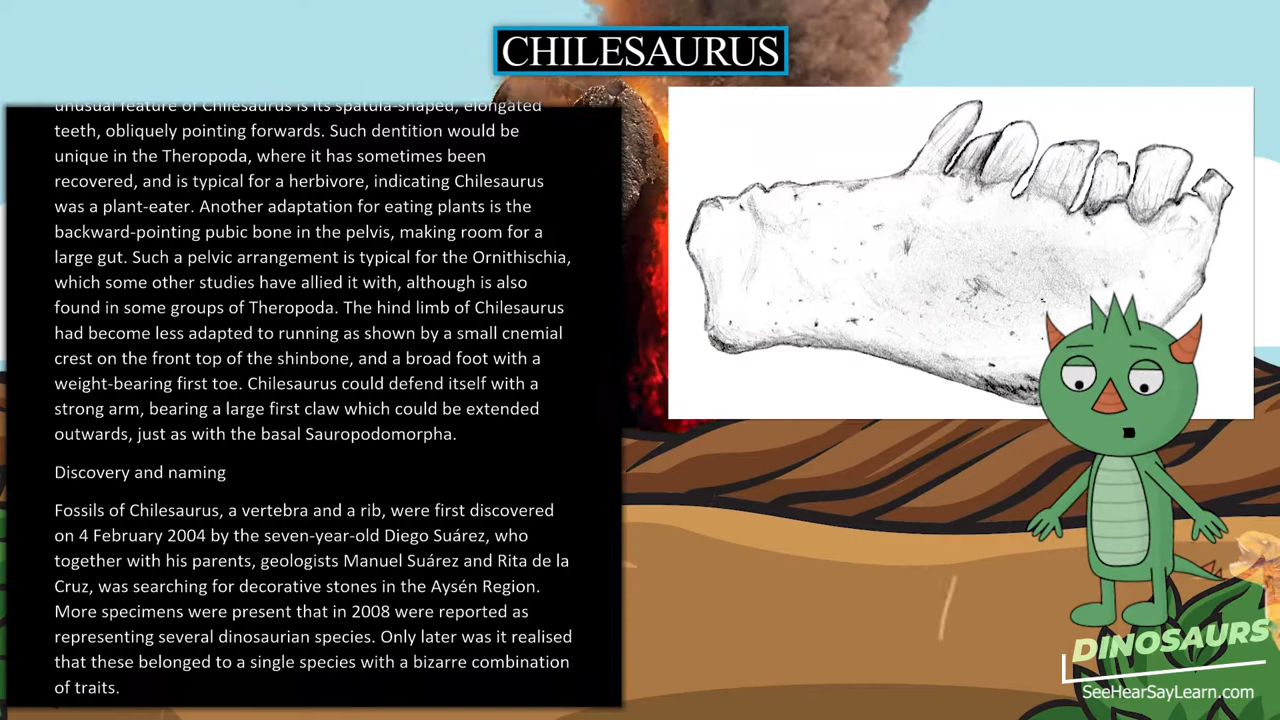 CHILESAURUS
unusual feature of Chilesaurus is its spatula-shaped, elongated
teeth, obliquely pointing forwards. Such dentition would be
unique in the Theropoda, where it has sometimes been
recovered, and is typical for a herbivore, indicating Chilesaurus
was a plant-eater. Another adaptation for eating plants is the
backward-pointing pubic bone in the pelvis, making room for a
large gut. Such a pelvic arrangement is typical for the Ornithischia,
which some other studies have allied it with, although is also
found in some groups of Theropoda. The hind limb of Chilesaurus
had become less adapted to running as shown by a small cnemial
crest on the front top of the shinbone, and a broad foot with a
weight-bearing first toe. Chilesaurus could defend itself with a
strong arm, bearing a large first claw which could be extended
outwards, just as with the basal Sauropodomorpha.
Discovery and naming
Fossils of Chilesaurus, a vertebra and a rib, were first discovered
on 4 February 2004 by the seven-year-old Diego Suárez, who
together with his parents, geologists Manuel Suárez and Rita de la
Cruz, was searching for decorative stones in the Aysén Region.
More specimens were present that in 2008 were reported as
representing several dinosaurian species. Only later was it realised
that these belonged to a single species with a bizarre combination
of traits.
DINOSAURS
SeeHearSayLearn.com